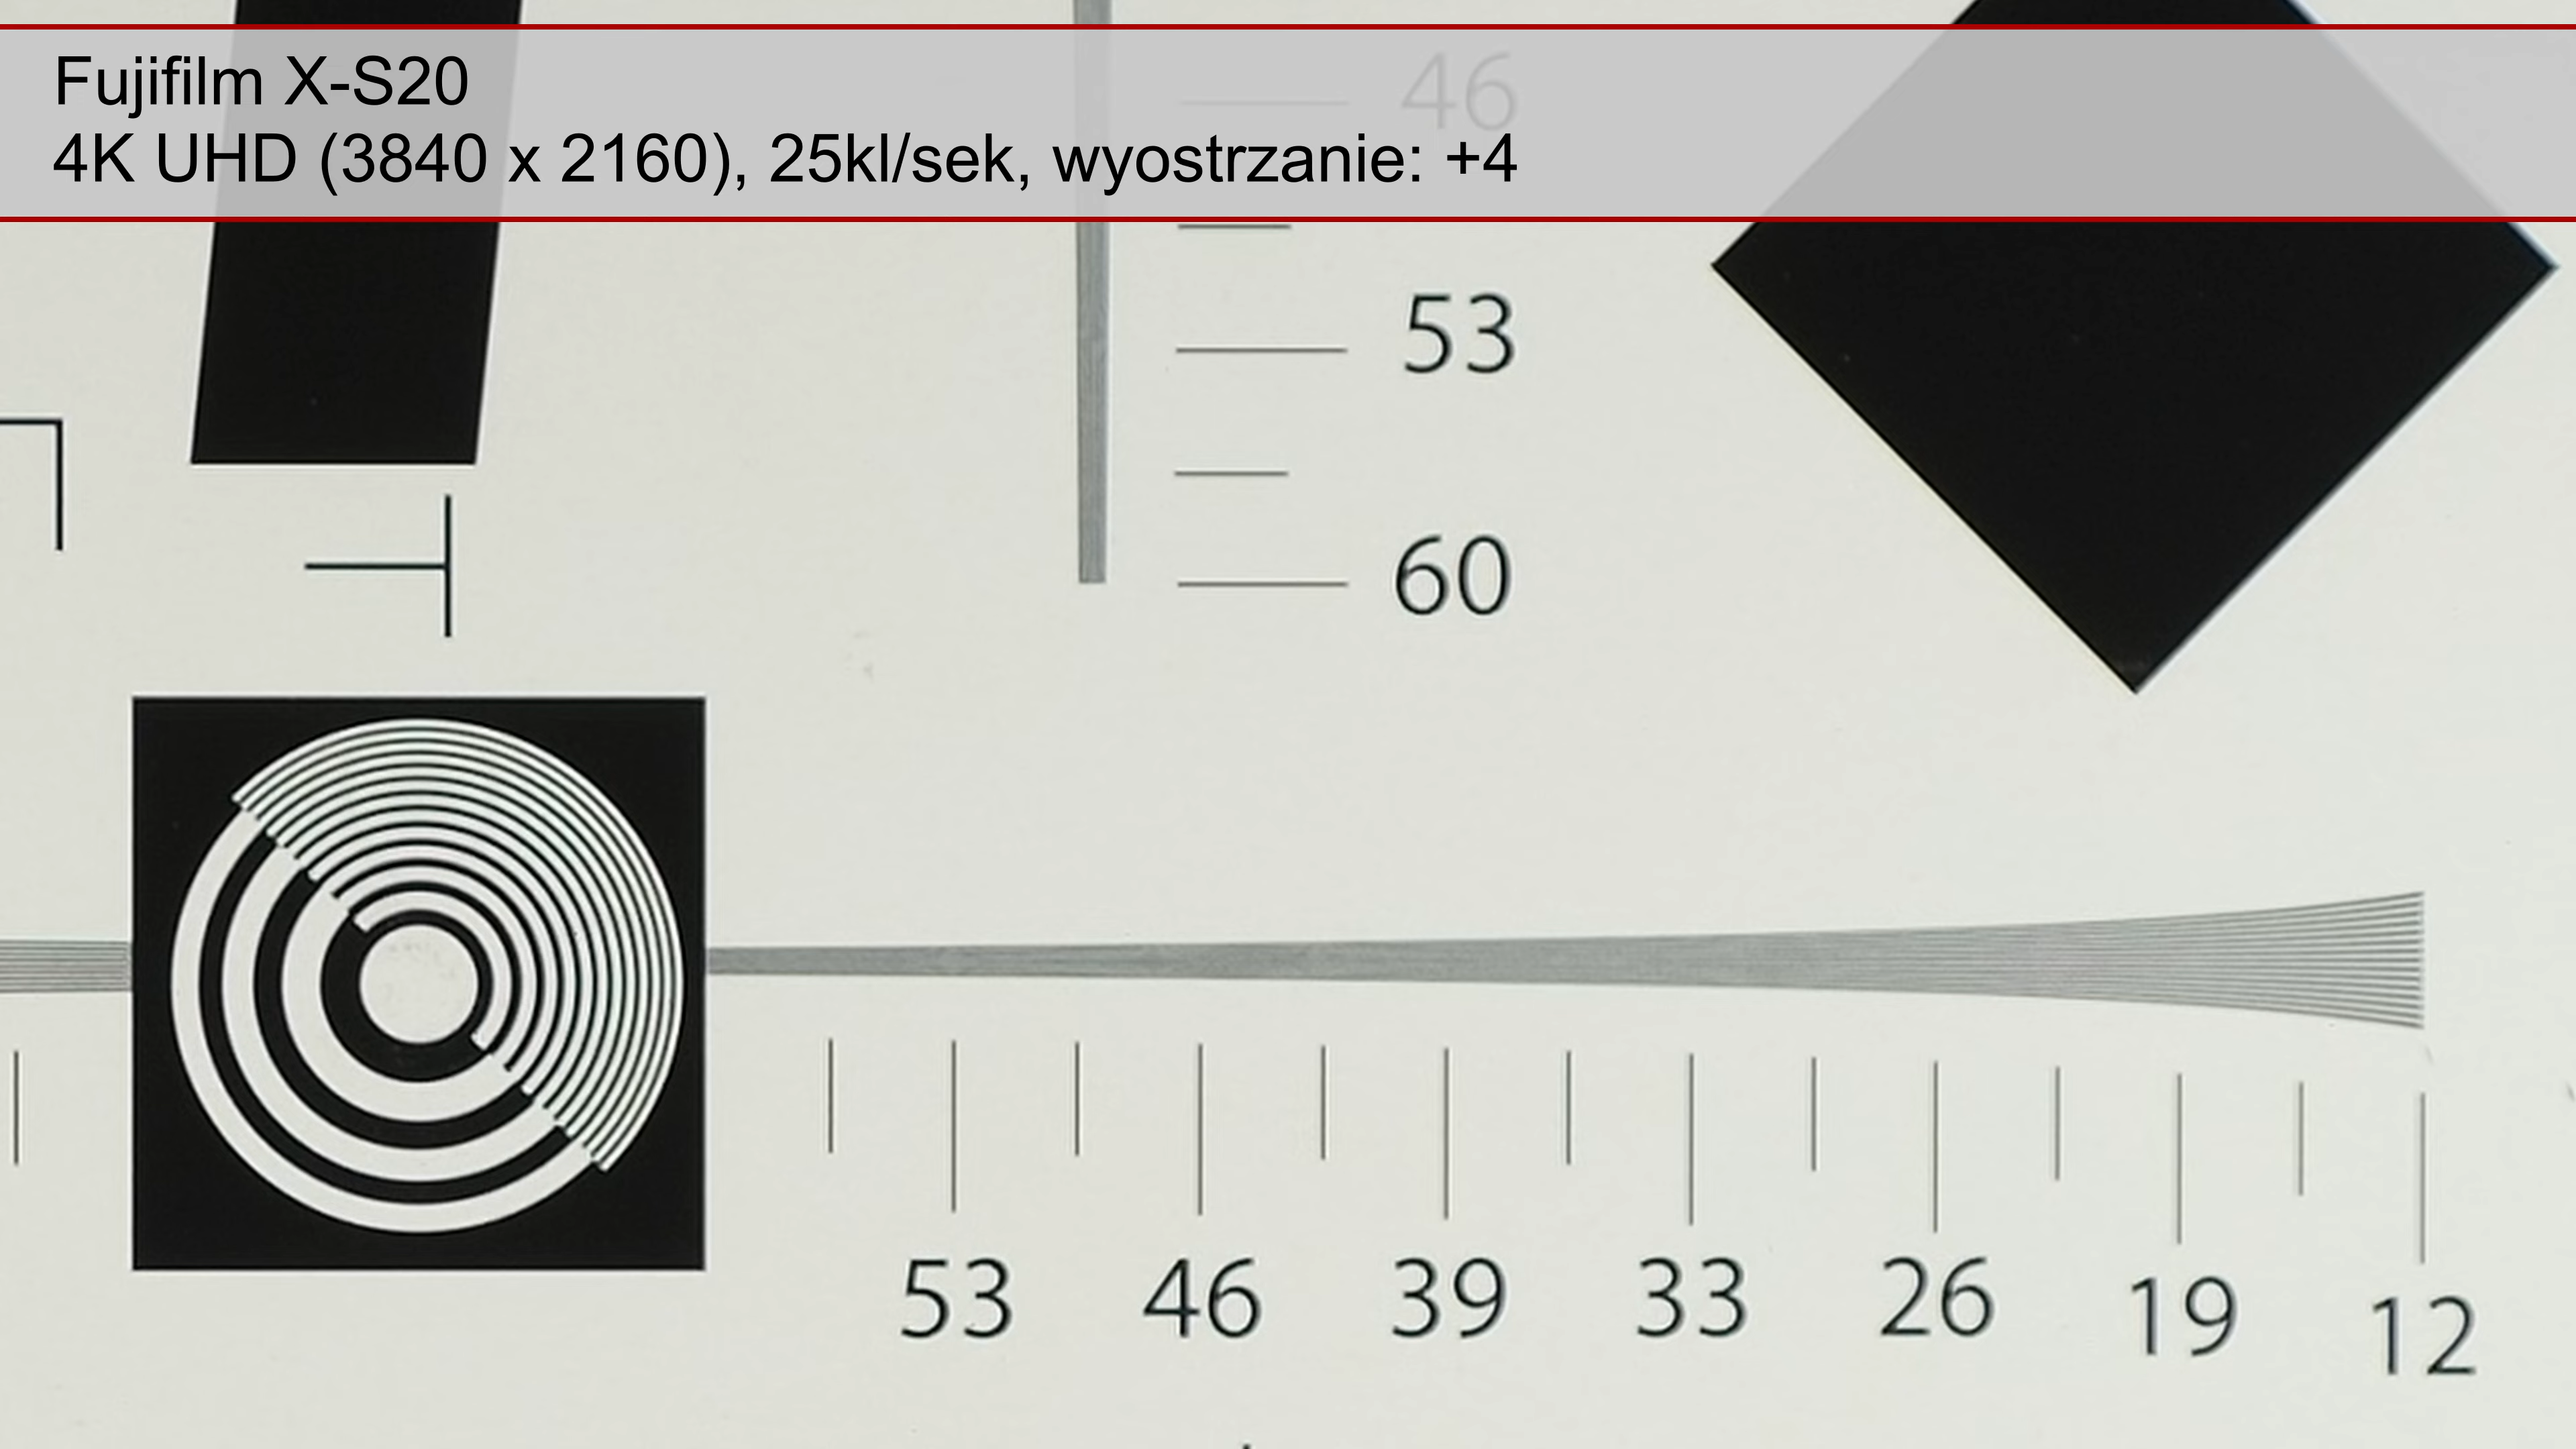 Fujifilm X-S20
4K UHD (3840 x 2160), 25kl/sek, wyostrzanie: +4
46
53
60
53 46 39 33 26 19 12